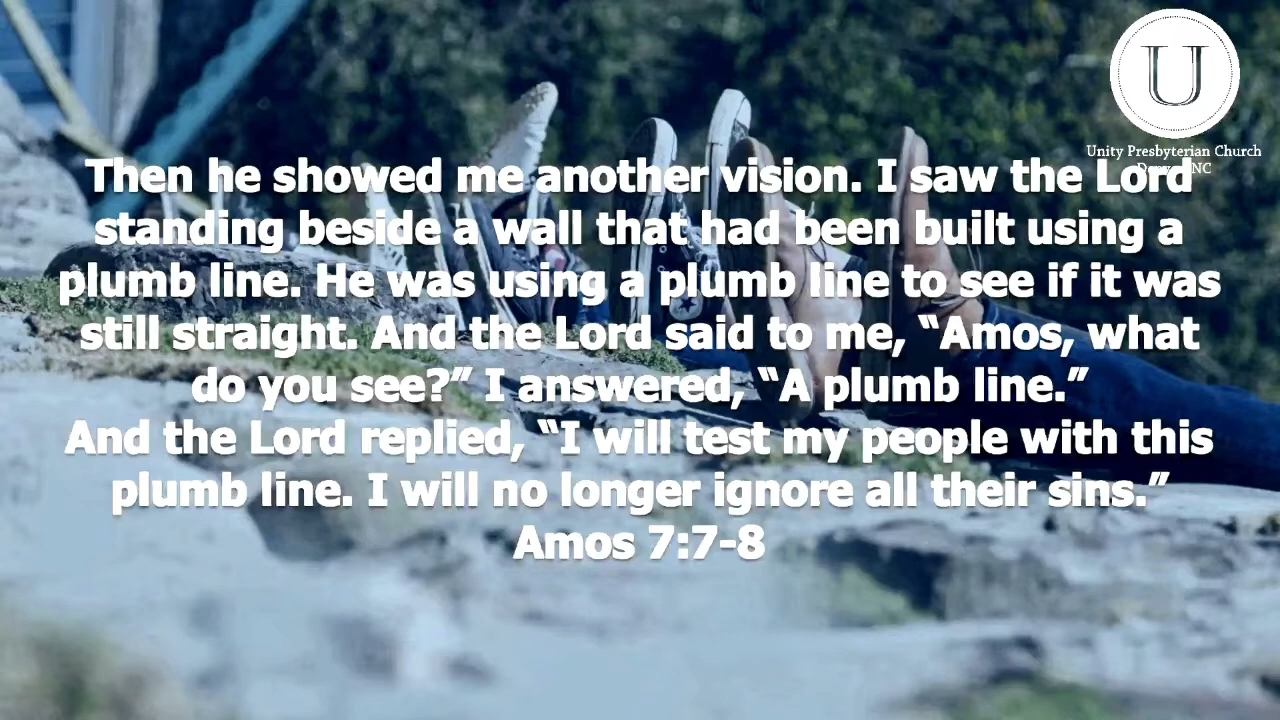 U
Unity Presbyterian Church
NC
Then he showed me another vision. I saw the Lord
standing beside a wall that had been built using a
plumb line. He was using a plumb line to see if it was
still straight. And the Lord said to me, “Amos, what
do you see?” I answered, “A plumb line.”
And the Lord replied, “I will test my people with this
plumb line. I will no longer ignore all their sins.”
Amos 7:7-8